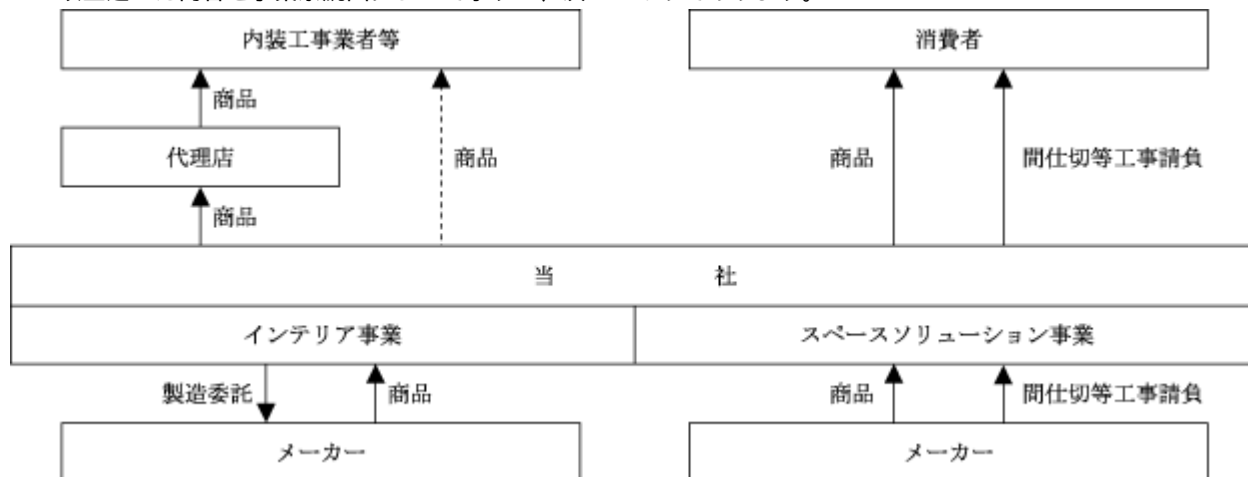 内装工事業者等
消費者
商品
代理店
商品
商品
間仕切等工事請負
商品
当社
インテリア事業
スペースソリューション事業
製造委託
商品
商品
間仕切等工事請負
メーカー
メーカー